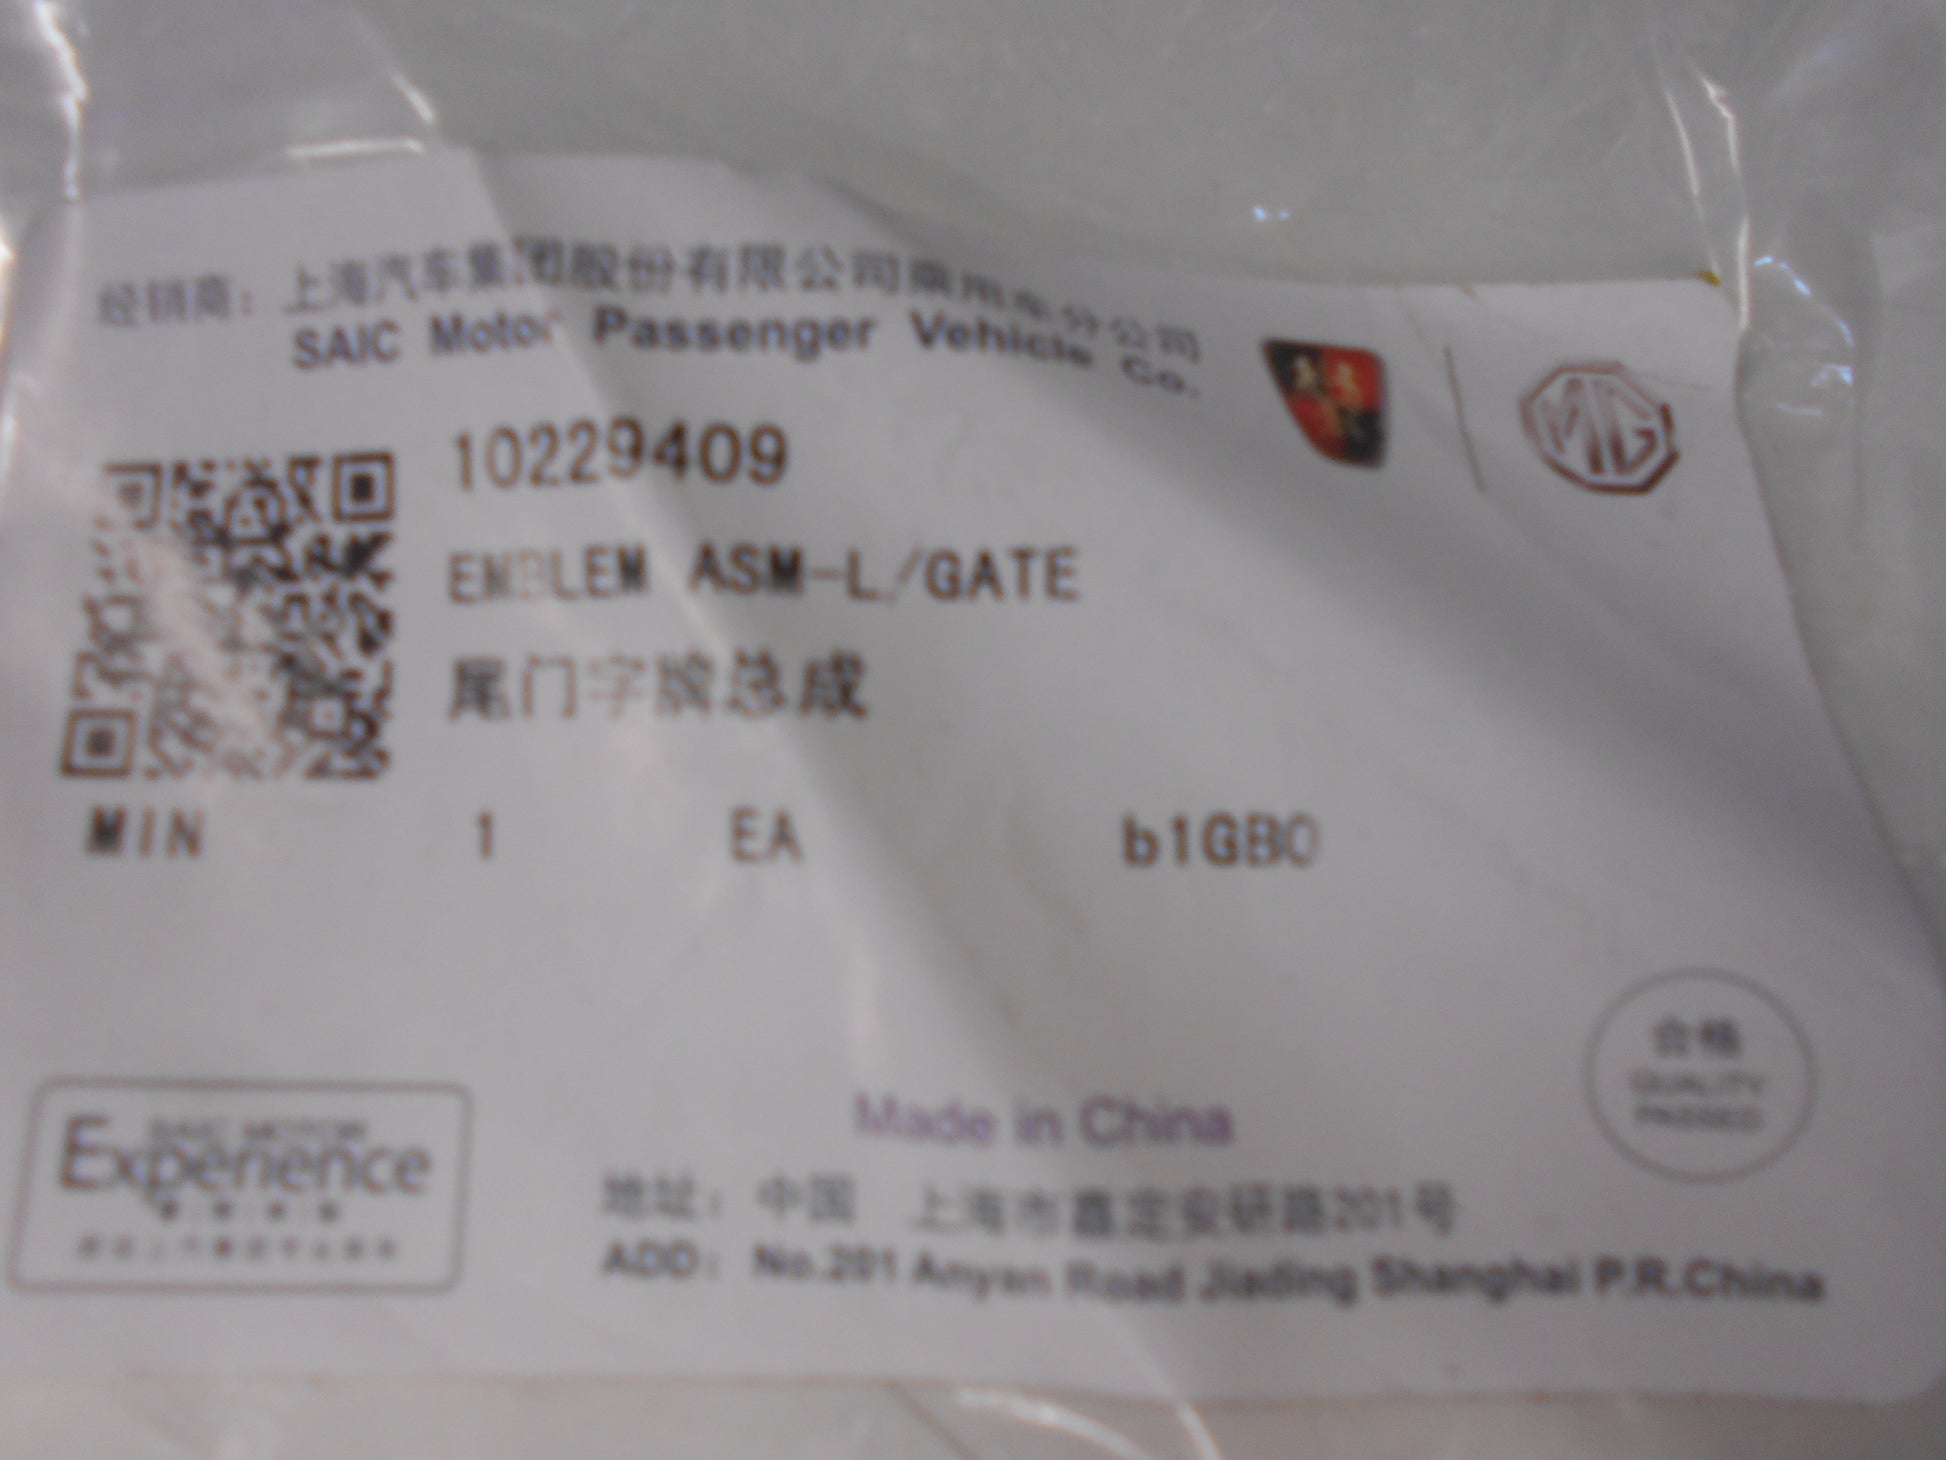 经销商：上海汽车集团股份有限公司乘用车分公司
SAIC Motor Passenger Vehicle Co.
MG
10229409
EMBLEM ASM-L/GATE
尾门字牌总成
MIN 1 EA b1GB0
合格
QUALITY
PASSED
SAIC MOTOR
Experience
Made in China
地址：中国 上海市嘉定安研路201号
ADD：No.201 Anyan Road Jiading Shanghai P.R.China